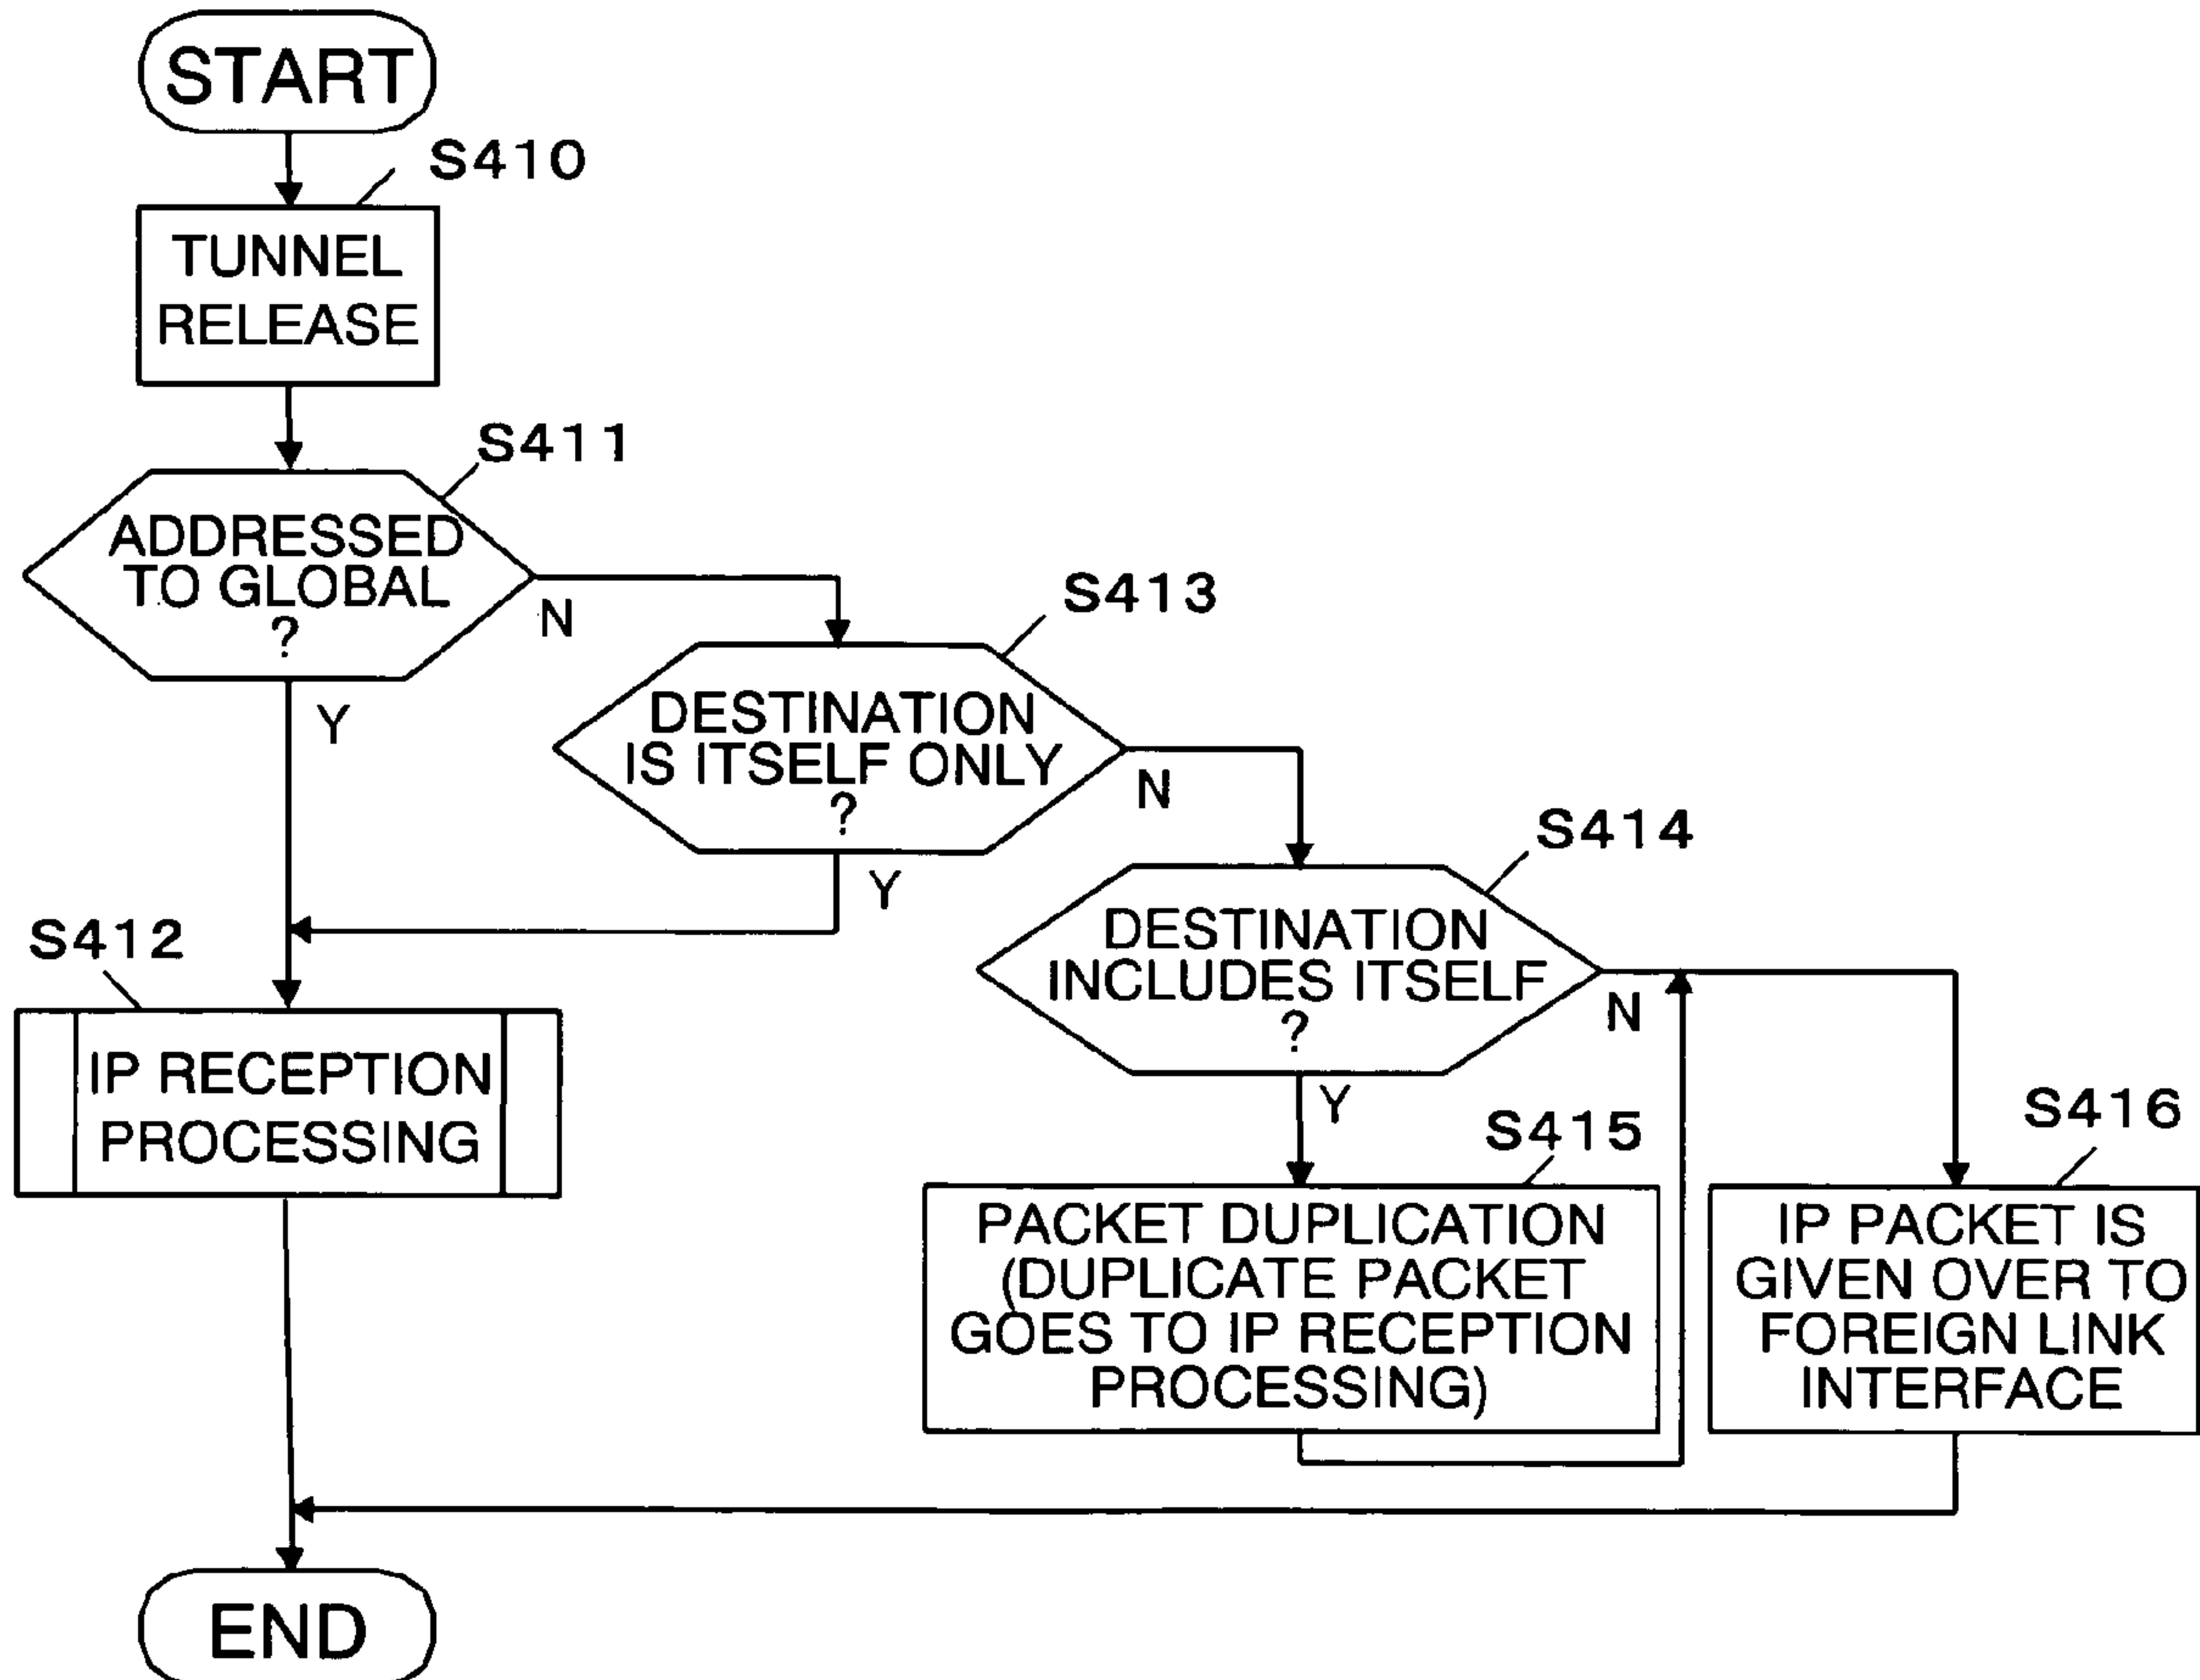 START
S410
TUNNEL
RELEASE
S411
ADDRESSED
TO GLOBAL
?
N
Y
S413
DESTINATION
IS ITSELF ONLY
?
N
Y
S414
DESTINATION
INCLUDES ITSELF
?
N
Y
S412
IP RECEPTION
PROCESSING
S415
PACKET DUPLICATION
(DUPLICATE PACKET
GOES TO IP RECEPTION
PROCESSING)
S416
IP PACKET IS
GIVEN OVER TO
FOREIGN LINK
INTERFACE
END